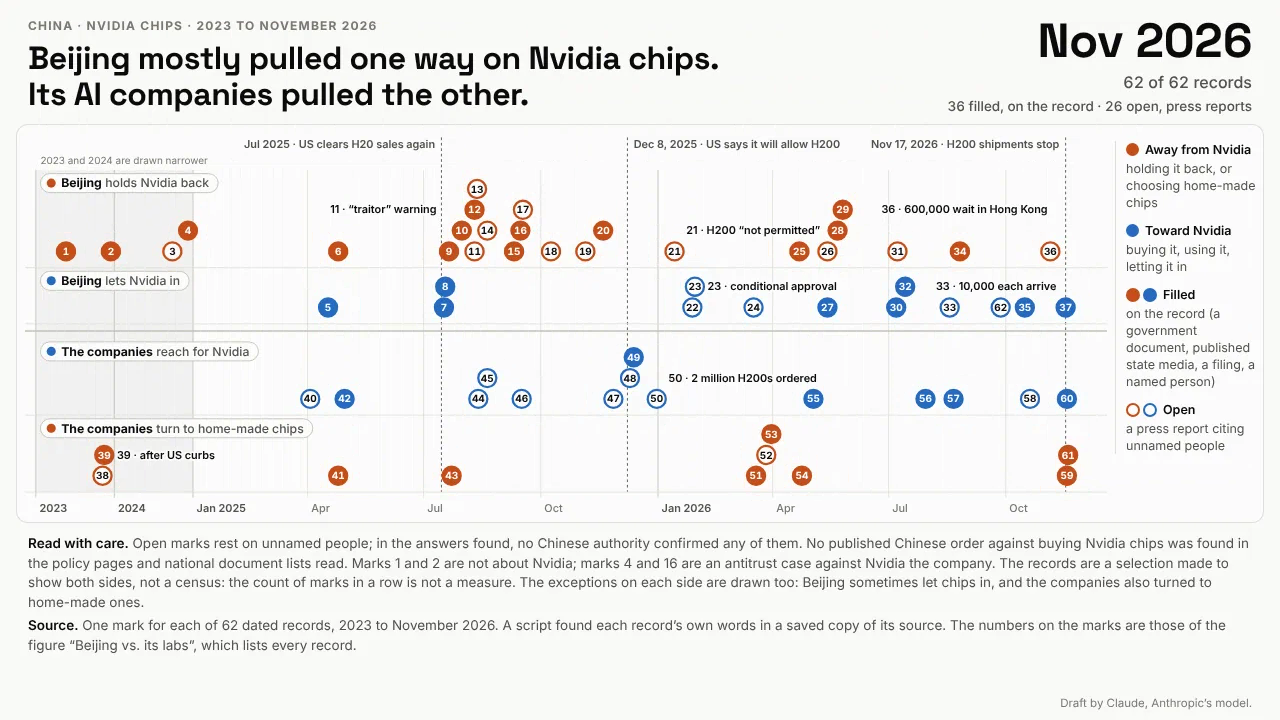 CHINA · NVIDIA CHIPS · 2023 TO NOVEMBER 2026
Beijing mostly pulled one way on Nvidia chips.
Its AI companies pulled the other.
Nov 2026
62 of 62 records
36 filled, on the record · 26 open, press reports
Jul 2025 · US clears H20 sales again
Dec 8, 2025 · US says it will allow H200
Nov 17, 2026 · H200 shipments stop
2023 and 2024 are drawn narrower
Beijing holds Nvidia back
13
11 · “traitor” warning
12
17
29
36 · 600,000 wait in Hong Kong
4
10
14
16
20
21 · H200 “not permitted”
28
1
2
3
6
9
11
15
18
19
21
25
26
31
34
36
Beijing lets Nvidia in
8
23
23 · conditional approval
32
33 · 10,000 each arrive
5
7
22
24
27
30
33
62
35
37
The companies reach for Nvidia
49
45
48
50 · 2 million H200s ordered
40
42
44
46
47
50
55
56
57
58
60
The companies turn to home-made chips
53
39
39 · after US curbs
52
61
38
41
43
51
54
59
2023
2024
Jan 2025
Apr
Jul
Oct
Jan 2026
Apr
Jul
Oct
Away from Nvidia
holding it back, or
choosing home-made
chips
Toward Nvidia
buying it, using it,
letting it in
Filled
on the record (a
government
document, published
state media, a filing, a
named person)
Open
a press report citing
unnamed people
Read with care. Open marks rest on unnamed people; in the answers found, no Chinese authority confirmed any of them. No published Chinese order against buying Nvidia chips was found in
the policy pages and national document lists read. Marks 1 and 2 are not about Nvidia; marks 4 and 16 are an antitrust case against Nvidia the company. The records are a selection made to
show both sides, not a census: the count of marks in a row is not a measure. The exceptions on each side are drawn too: Beijing sometimes let chips in, and the companies also turned to
home-made ones.
Source. One mark for each of 62 dated records, 2023 to November 2026. A script found each record’s own words in a saved copy of its source. The numbers on the marks are those of the
figure “Beijing vs. its labs”, which lists every record.
Draft by Claude, Anthropic’s model.